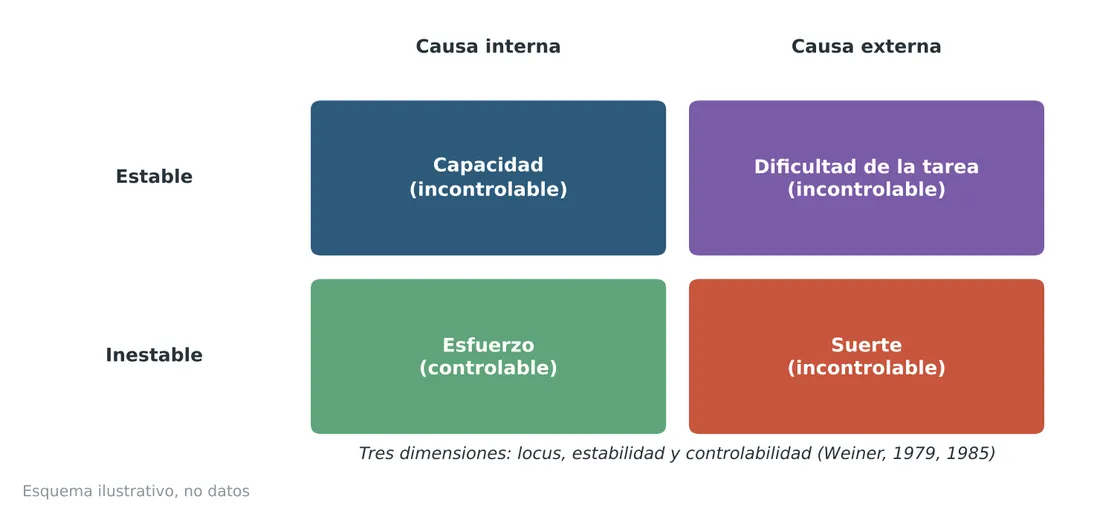 Causa interna
Causa externa
Estable
Capacidad
(incontrolable)
Dificultad de la tarea
(incontrolable)
Inestable
Esfuerzo
(controlable)
Suerte
(incontrolable)
Tres dimensiones: locus, estabilidad y controlabilidad (Weiner, 1979, 1985)
Esquema ilustrativo, no datos